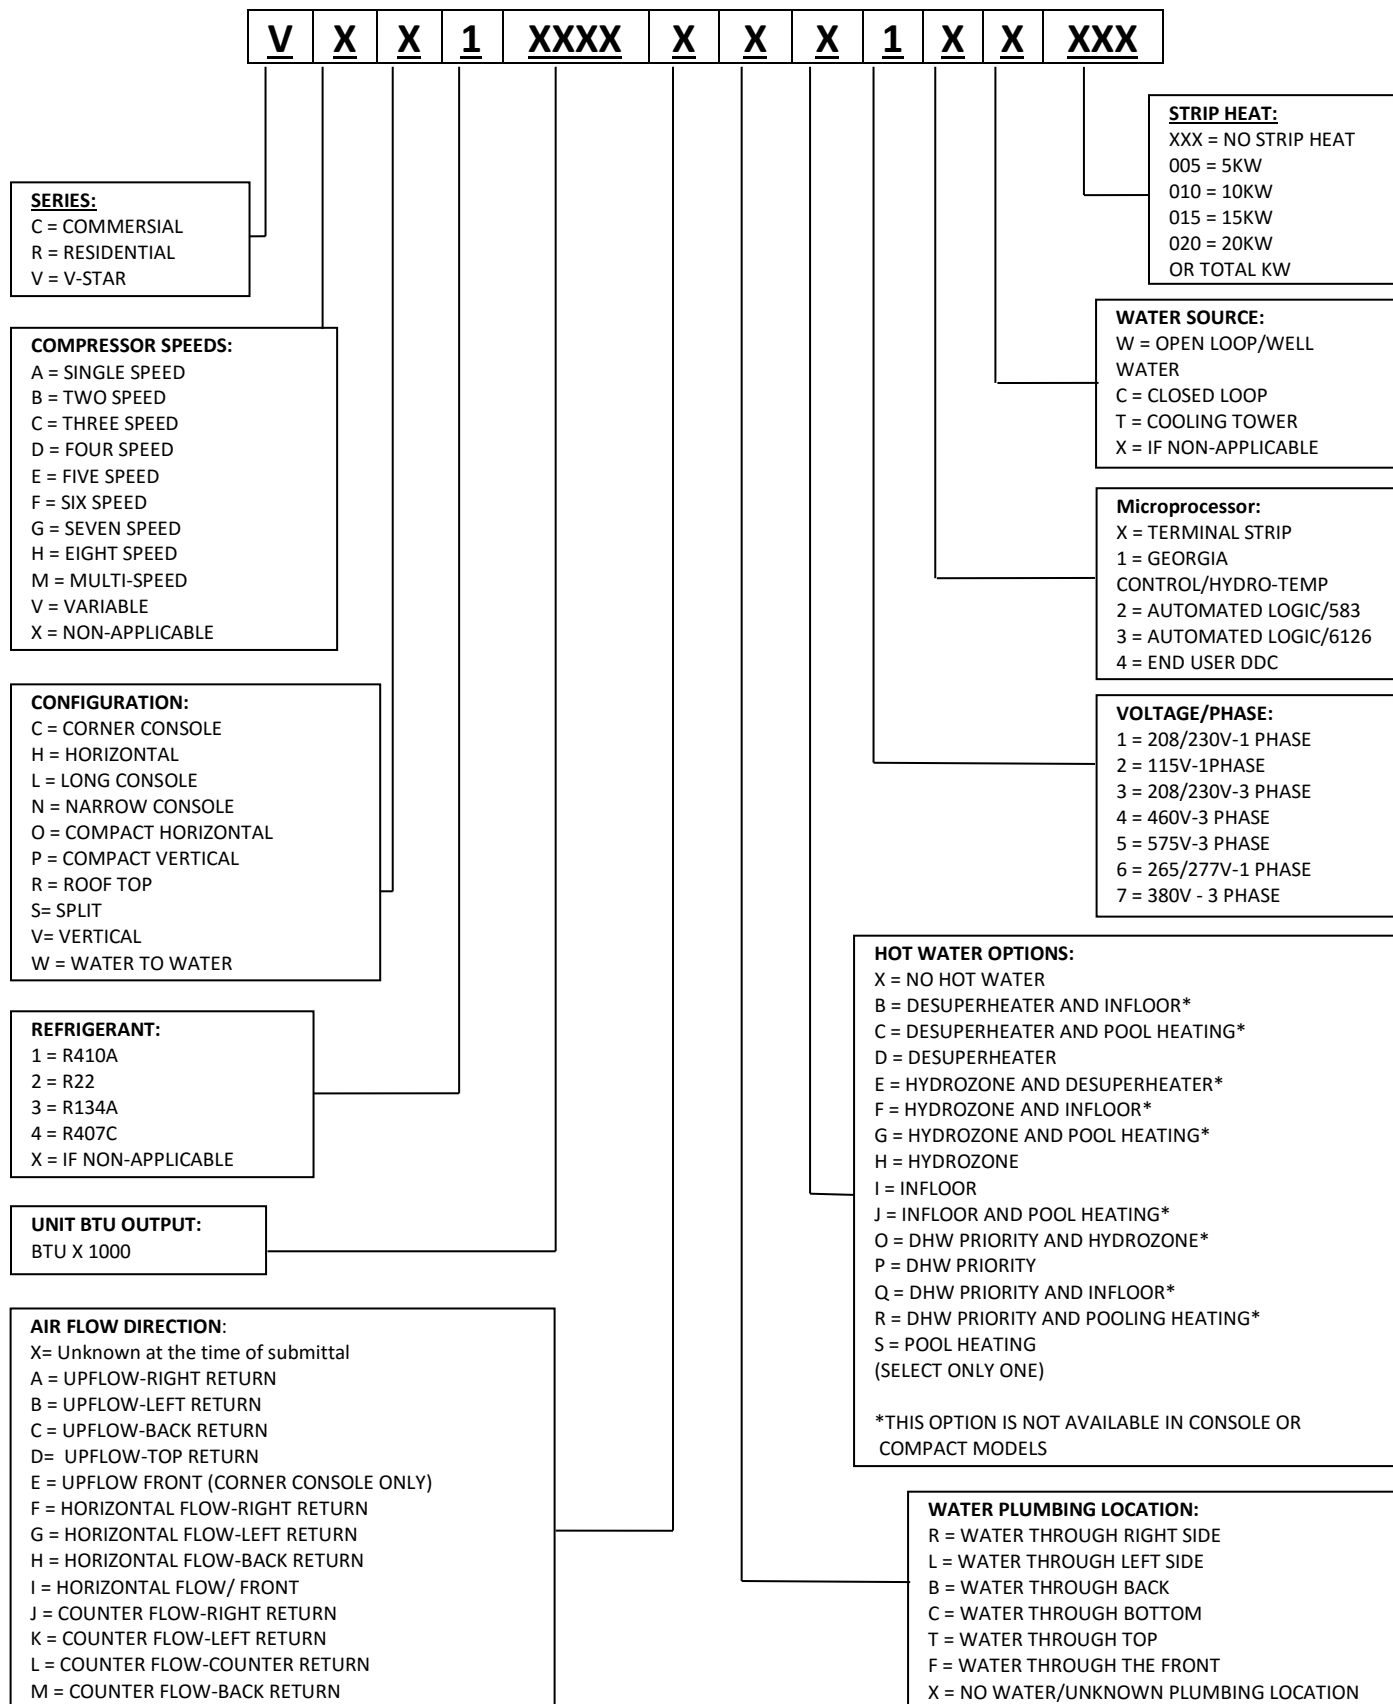 V X X 1 XXXX X X X 1 X X XXX
SERIES:
C = COMMERSIAL
R = RESIDENTIAL
V = V-STAR
COMPRESSOR SPEEDS:
A = SINGLE SPEED
B = TWO SPEED
C = THREE SPEED
D = FOUR SPEED
E = FIVE SPEED
F = SIX SPEED
G = SEVEN SPEED
H = EIGHT SPEED
M = MULTI-SPEED
V = VARIABLE
X = NON-APPLICABLE
CONFIGURATION:
C = CORNER CONSOLE
H = HORIZONTAL
L = LONG CONSOLE
N = NARROW CONSOLE
O = COMPACT HORIZONTAL
P = COMPACT VERTICAL
R = ROOF TOP
S= SPLIT
V= VERTICAL
W = WATER TO WATER
REFRIGERANT:
1 = R410A
2 = R22
3 = R134A
4 = R407C
X = IF NON-APPLICABLE
UNIT BTU OUTPUT:
BTU X 1000
AIR FLOW DIRECTION:
X= Unknown at the time of submittal
A = UPFLOW-RIGHT RETURN
B = UPFLOW-LEFT RETURN
C = UPFLOW-BACK RETURN
D= UPFLOW-TOP RETURN
E = UPFLOW FRONT (CORNER CONSOLE ONLY)
F = HORIZONTAL FLOW-RIGHT RETURN
G = HORIZONTAL FLOW-LEFT RETURN
H = HORIZONTAL FLOW-BACK RETURN
I = HORIZONTAL FLOW/ FRONT
J = COUNTER FLOW-RIGHT RETURN
K = COUNTER FLOW-LEFT RETURN
L = COUNTER FLOW-COUNTER RETURN
M = COUNTER FLOW-BACK RETURN
STRIP HEAT:
XXX = NO STRIP HEAT
005 = 5KW
010 = 10KW
015 = 15KW
020 = 20KW
OR TOTAL KW
WATER SOURCE:
W = OPEN LOOP/WELL
WATER
C = CLOSED LOOP
T = COOLING TOWER
X = IF NON-APPLICABLE
Microprocessor:
X = TERMINAL STRIP
1 = GEORGIA
CONTROL/HYDRO-TEMP
2 = AUTOMATED LOGIC/583
3 = AUTOMATED LOGIC/6126
4 = END USER DDC
VOLTAGE/PHASE:
1 = 208/230V-1 PHASE
2 = 115V-1PHASE
3 = 208/230V-3 PHASE
4 = 460V-3 PHASE
5 = 575V-3 PHASE
6 = 265/277V-1 PHASE
7 = 380V - 3 PHASE
HOT WATER OPTIONS:
X = NO HOT WATER
B = DESUPERHEATER AND INFLOOR*
C = DESUPERHEATER AND POOL HEATING*
D = DESUPERHEATER
E = HYDROZONE AND DESUPERHEATER*
F = HYDROZONE AND INFLOOR*
G = HYDROZONE AND POOL HEATING*
H = HYDROZONE
I = INFLOOR
J = INFLOOR AND POOL HEATING*
O = DHW PRIORITY AND HYDROZONE*
P = DHW PRIORITY
Q = DHW PRIORITY AND INFLOOR*
R = DHW PRIORITY AND POOLING HEATING*
S = POOL HEATING
(SELECT ONLY ONE)
*THIS OPTION IS NOT AVAILABLE IN CONSOLE OR
COMPACT MODELS
WATER PLUMBING LOCATION:
R = WATER THROUGH RIGHT SIDE
L = WATER THROUGH LEFT SIDE
B = WATER THROUGH BACK
C = WATER THROUGH BOTTOM
T = WATER THROUGH TOP
F = WATER THROUGH THE FRONT
X = NO WATER/UNKNOWN PLUMBING LOCATION